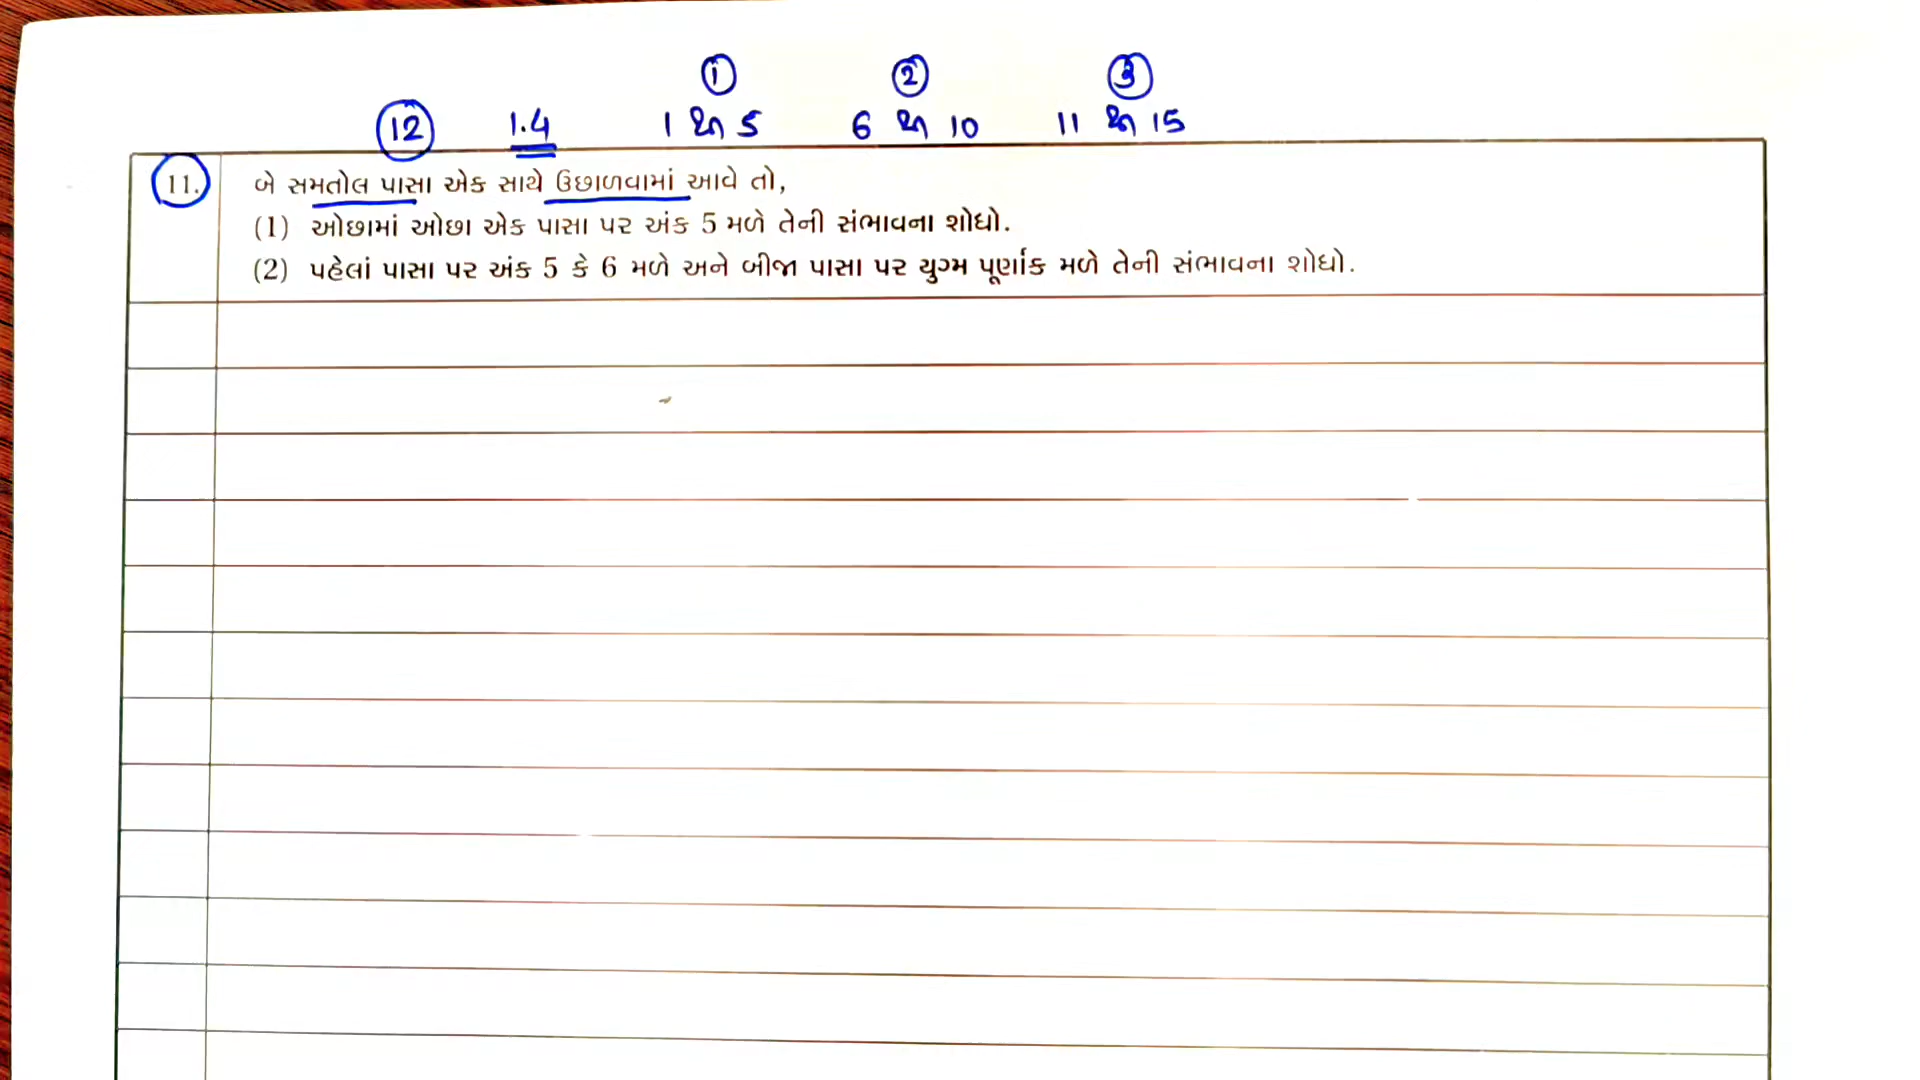 ① ② ③
12 1.4 1 થી 5 6 થી 10 11 થી 15
11. બે સમતોલ પાસા એક સાથે ઉછાળવામાં આવે તો,
(1) ઓછામાં ઓછા એક પાસા પર અંક 5 મળે તેની સંભાવના શોધો.
(2) પહેલાં પાસા પર અંક 5 કે 6 મળે અને બીજા પાસા પર યુગ્મ પૂર્ણાંક મળે તેની સંભાવના શોધો.